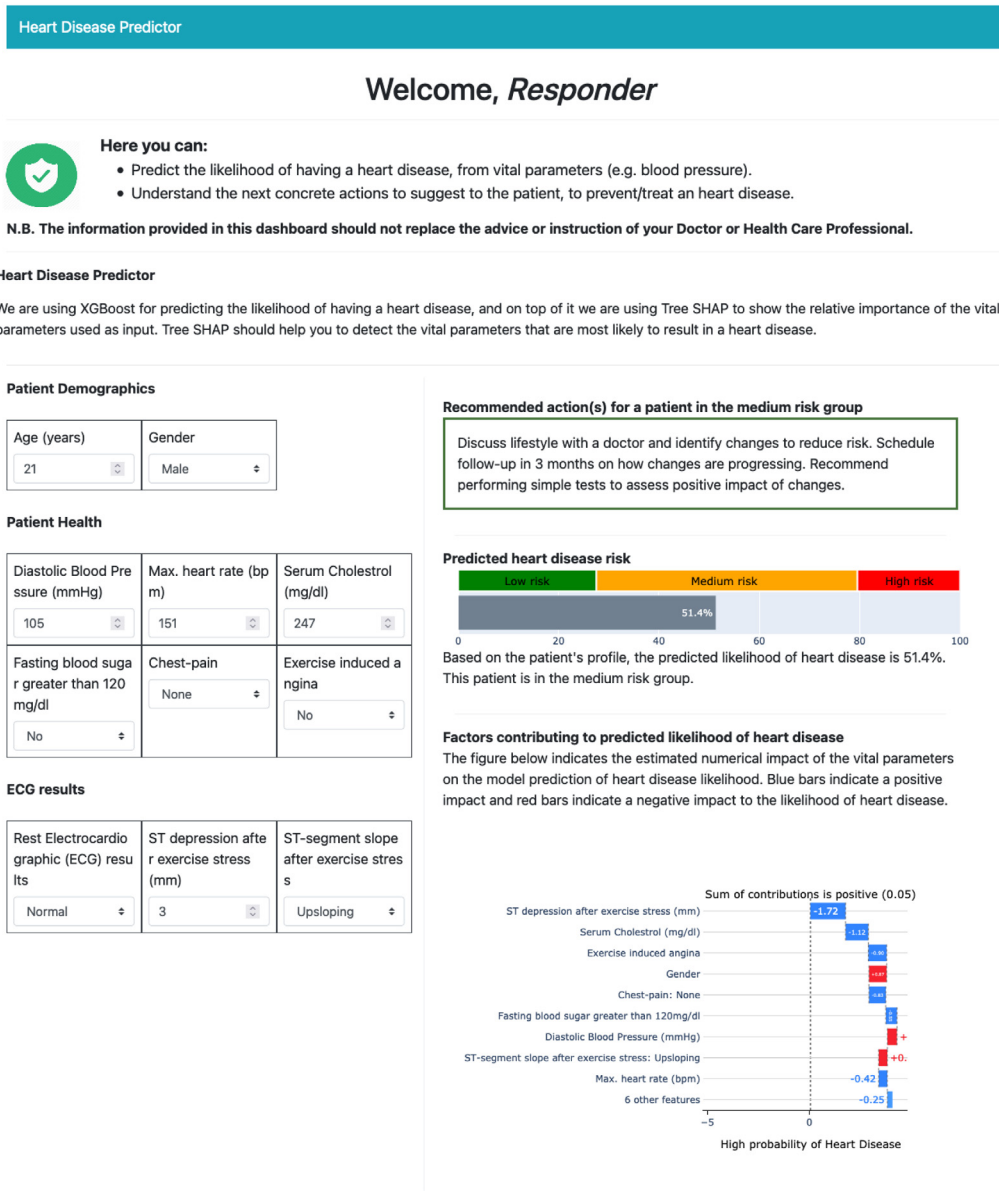 Heart Disease Predictor
Welcome, Responder
Here you can:
• Predict the likelihood of having a heart disease, from vital parameters (e.g. blood pressure).
• Understand the next concrete actions to suggest to the patient, to prevent/treat an heart disease.
N.B. The information provided in this dashboard should not replace the advice or instruction of your Doctor or Health Care Professional.
Heart Disease Predictor
We are using XGBoost for predicting the likelihood of having a heart disease, and on top of it we are using Tree SHAP to show the relative importance of the vital
parameters used as input. Tree SHAP should help you to detect the vital parameters that are most likely to result in a heart disease.
Patient Demographics
Age (years)
21
Gender
Male
Patient Health
Diastolic Blood Pre
ssure (mmHg)
105
Max. heart rate (bp
m)
151
Serum Cholestrol
(mg/dl)
247
Fasting blood suga
r greater than 120
mg/dl
No
Chest-pain
None
Exercise induced a
ngina
No
ECG results
Rest Electrocardio
graphic (ECG) resu
lts
Normal
ST depression afte
r exercise stress
(mm)
3
ST-segment slope
after exercise stres
s
Upsloping
Recommended action(s) for a patient in the medium risk group
Discuss lifestyle with a doctor and identify changes to reduce risk. Schedule
follow-up in 3 months on how changes are progressing. Recommend
performing simple tests to assess positive impact of changes.
Predicted heart disease risk
Low risk Medium risk High risk
51.4%
0 20 40 60 80 100
Based on the patient's profile, the predicted likelihood of heart disease is 51.4%.
This patient is in the medium risk group.
Factors contributing to predicted likelihood of heart disease
The figure below indicates the estimated numerical impact of the vital parameters
on the model prediction of heart disease likelihood. Blue bars indicate a positive
impact and red bars indicate a negative impact to the likelihood of heart disease.
Sum of contributions is positive (0.05)
ST depression after exercise stress (mm) -1.72
Serum Cholestrol (mg/dl) -1.12
Exercise induced angina
Gender
Chest-pain: None
Fasting blood sugar greater than 120mg/dl
Diastolic Blood Pressure (mmHg) +
ST-segment slope after exercise stress: Upsloping +0.
Max. heart rate (bpm) -0.42
6 other features -0.25
−5 0
High probability of Heart Disease